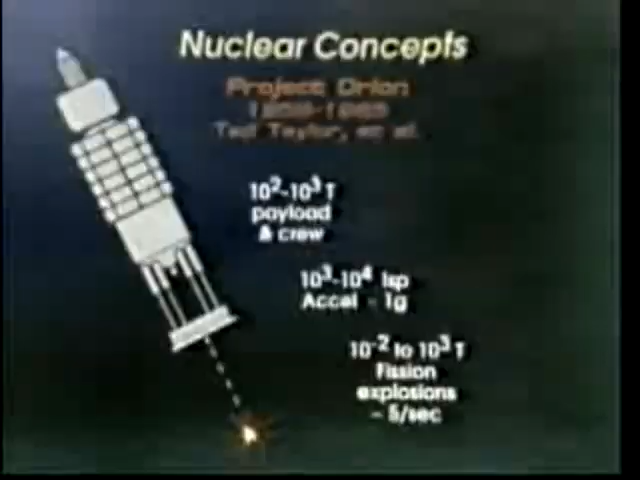 Nuclear Concepts
Project Orion
Ted Taylor, et al.
10²-10³ T
payload
& crew
10³-10⁴ Isp
Accel ~ 1g
10⁻² to 10³ T
Fission
explosions
~ 5/sec